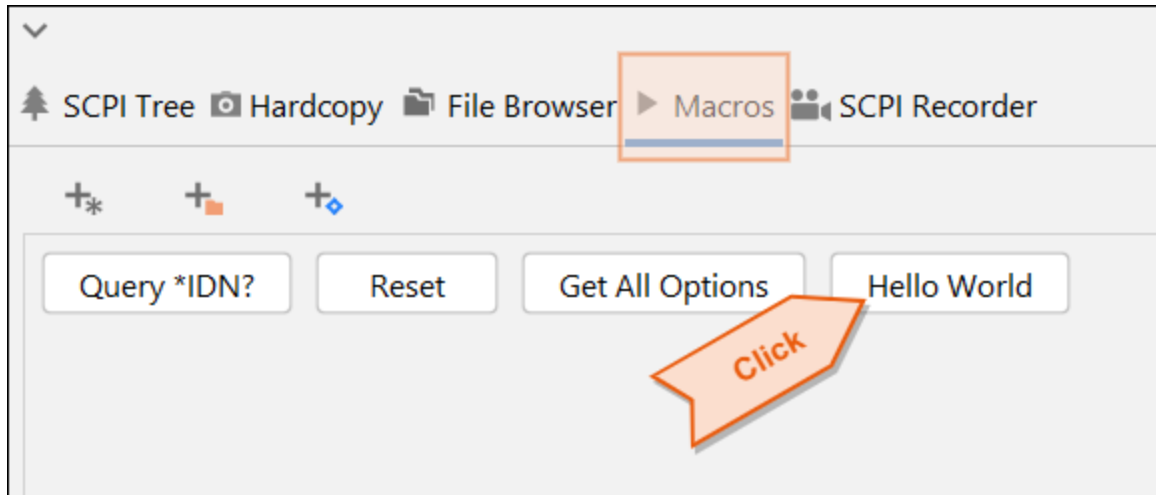 SCPI Tree Hardcopy File Browser Macros SCPI Recorder
Query *IDN? Reset Get All Options Hello World
Click